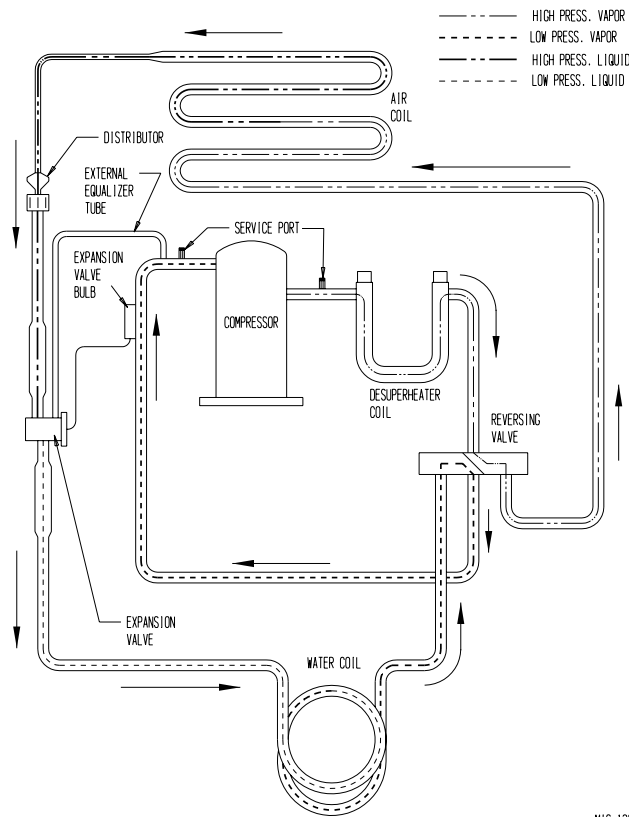 HIGH PRESS. VAPOR
LOW PRESS. VAPOR
HIGH PRESS. LIQUID
LOW PRESS. LIQUID
AIR
COIL
DISTRIBUTOR
EXTERNAL
EQUALIZER
TUBE
SERVICE PORT
EXPANSION
VALVE
BULB
COMPRESSOR
DESUPERHEATER
COIL
REVERSING
VALVE
EXPANSION
VALVE
WATER COIL